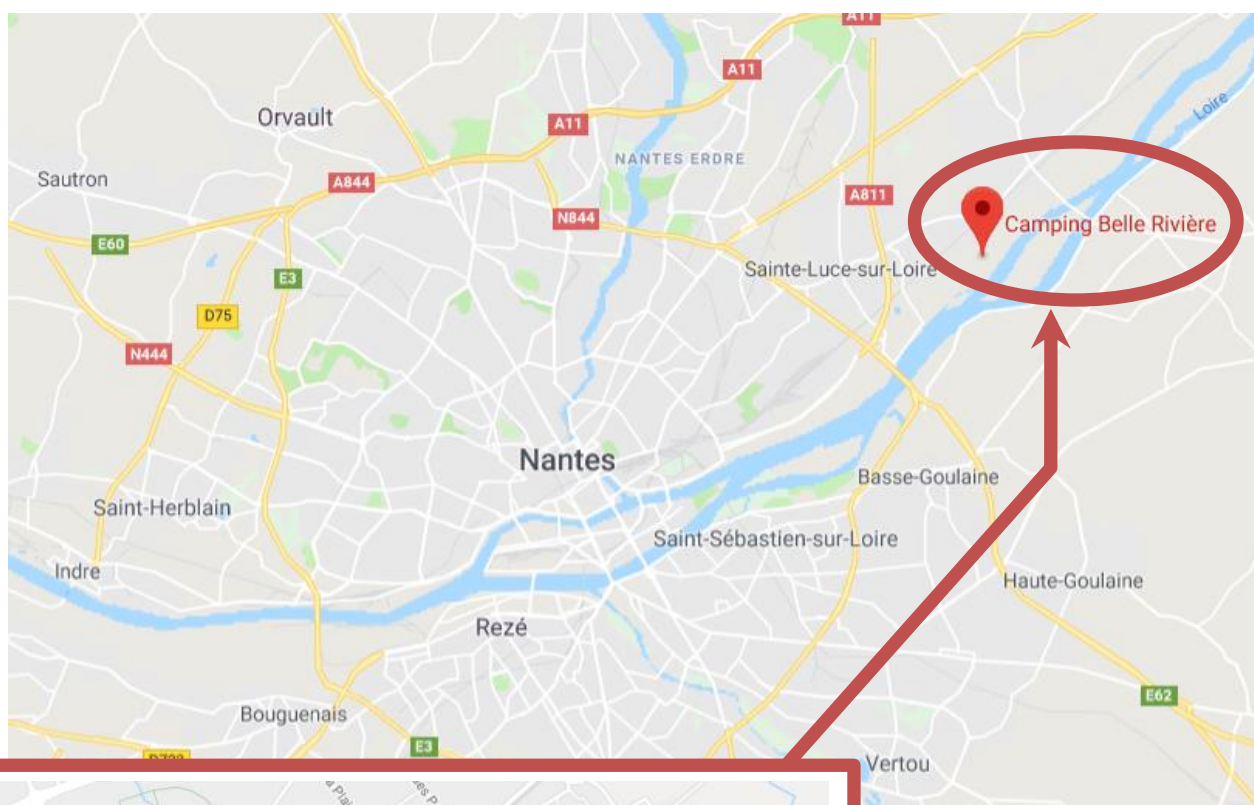 A11
A11
Orvault
A11
NANTES ERDRE
Sautron
A844
A811
N844
Camping Belle Rivière
E60
Sainte-Luce-sur-Loire
E3
D75
N444
Loire
Nantes
Basse-Goulaine
Saint-Herblain
Saint-Sébastien-sur-Loire
Indre
Haute-Goulaine
Rezé
E62
Bouguenais
E3
Vertou